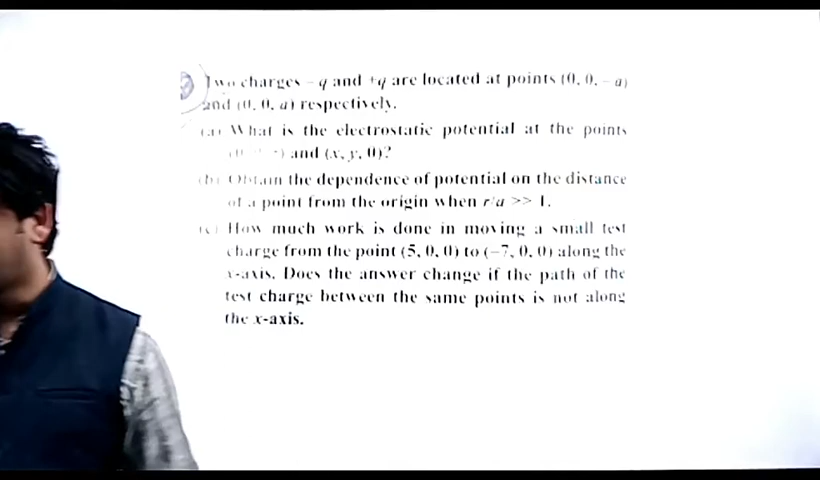 Two charges – q and +q are located at points (0, 0, – a)
and (0, 0, a) respectively.
(a) What is the electrostatic potential at the points
and (x, y, 0)?
(b) Obtain the dependence of potential on the distance
of a point from the origin when r/a >> 1.
(c) How much work is done in moving a small test
charge from the point (5, 0, 0) to (–7, 0, 0) along the
x-axis. Does the answer change if the path of the
test charge between the same points is not along
the x-axis.